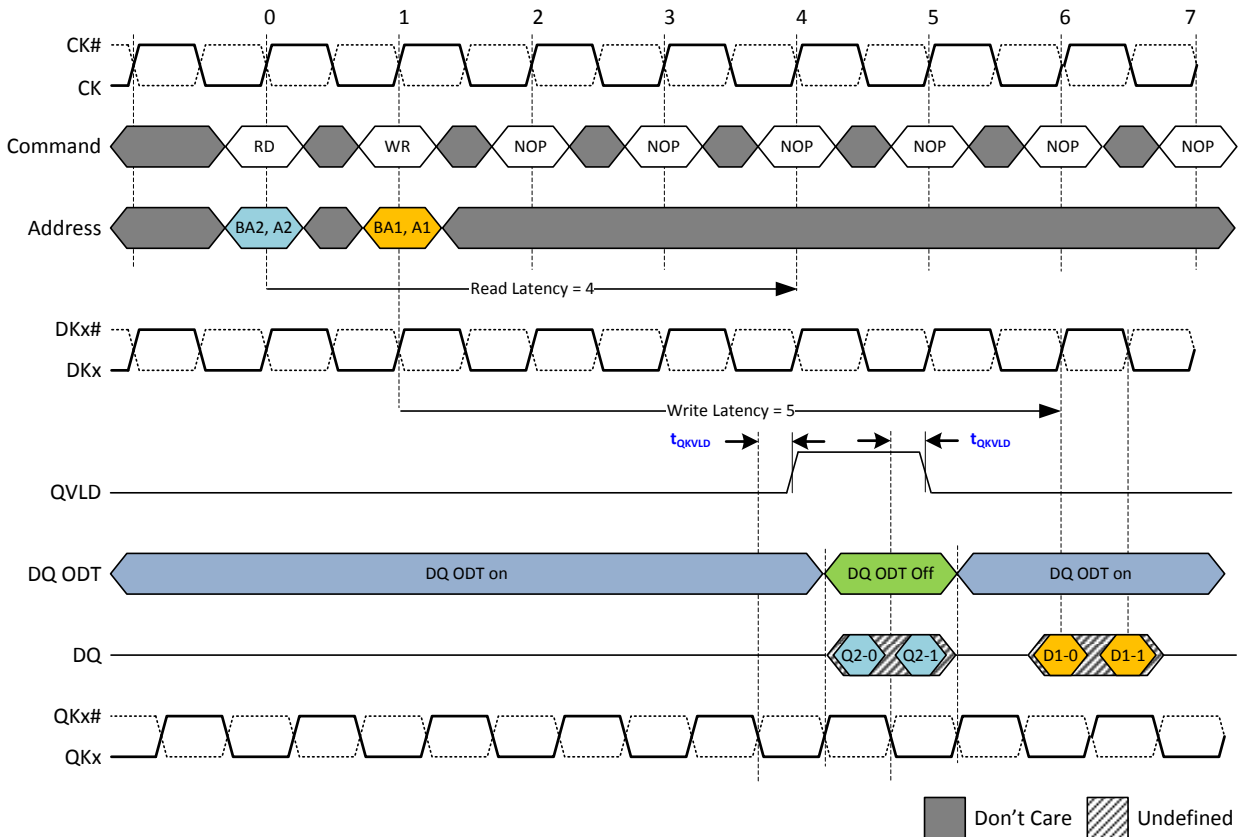 0 1 2 3 4 5 6 7
CK#
CK
Command RD WR NOP NOP NOP NOP NOP NOP
Address BA2, A2 BA1, A1
Read Latency = 4
DKx#
DKx
Write Latency = 5
tQKVLD tQKVLD
QVLD
DQ ODT DQ ODT on DQ ODT Off DQ ODT on
DQ Q2-0 Q2-1 D1-0 D1-1
QKx#
QKx
Don't Care Undefined